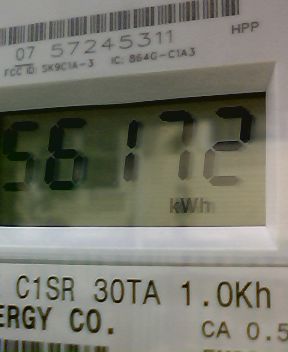 07 57245311
HPP
FCC ID: SK9C1A-3 IC: 864G-C1A3
56172
kWh
C1SR 30TA 1.0Kh
ERGY CO.
CA 0.5